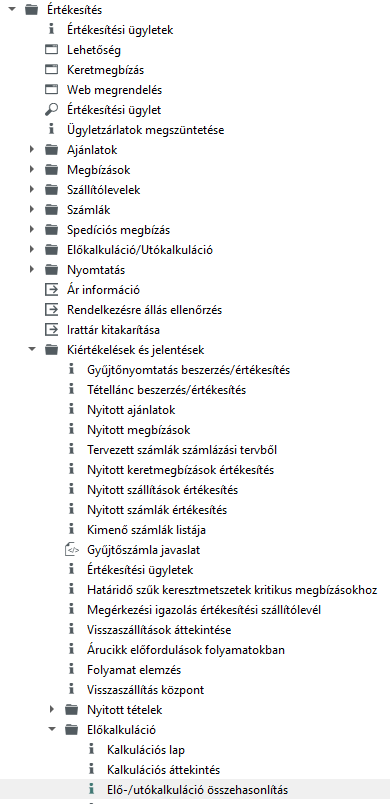 Értékesítés
Értékesítési ügyletek
Lehetőség
Keretmegbízás
Web megrendelés
Értékesítési ügylet
Ügyletzárlatok megszüntetése
Ajánlatok
Megbízások
Szállítólevelek
Számlák
Spedíciós megbízás
Előkalkuláció/Utókalkuláció
Nyomtatás
Ár információ
Rendelkezésre állás ellenőrzés
Irattár kitakarítása
Kiértékelések és jelentések
Gyűjtőnyomtatás beszerzés/értékesítés
Tétellánc beszerzés/értékesítés
Nyitott ajánlatok
Nyitott megbízások
Tervezett számlák számlázási tervből
Nyitott keretmegbízások értékesítés
Nyitott szállítások értékesítés
Nyitott számlák értékesítés
Kimenő számlák listája
Gyűjtőszámla javaslat
Értékesítési ügyletek
Határidő szűk keresztmetszetek kritikus megbízásokhoz
Megérkezési igazolás értékesítési szállítólevél
Visszaszállítások áttekintése
Árucikk előfordulások folyamatokban
Folyamat elemzés
Visszaszállítás központ
Nyitott tételek
Előkalkuláció
Kalkulációs lap
Kalkulációs áttekintés
Elő-/utókalkuláció összehasonlítás